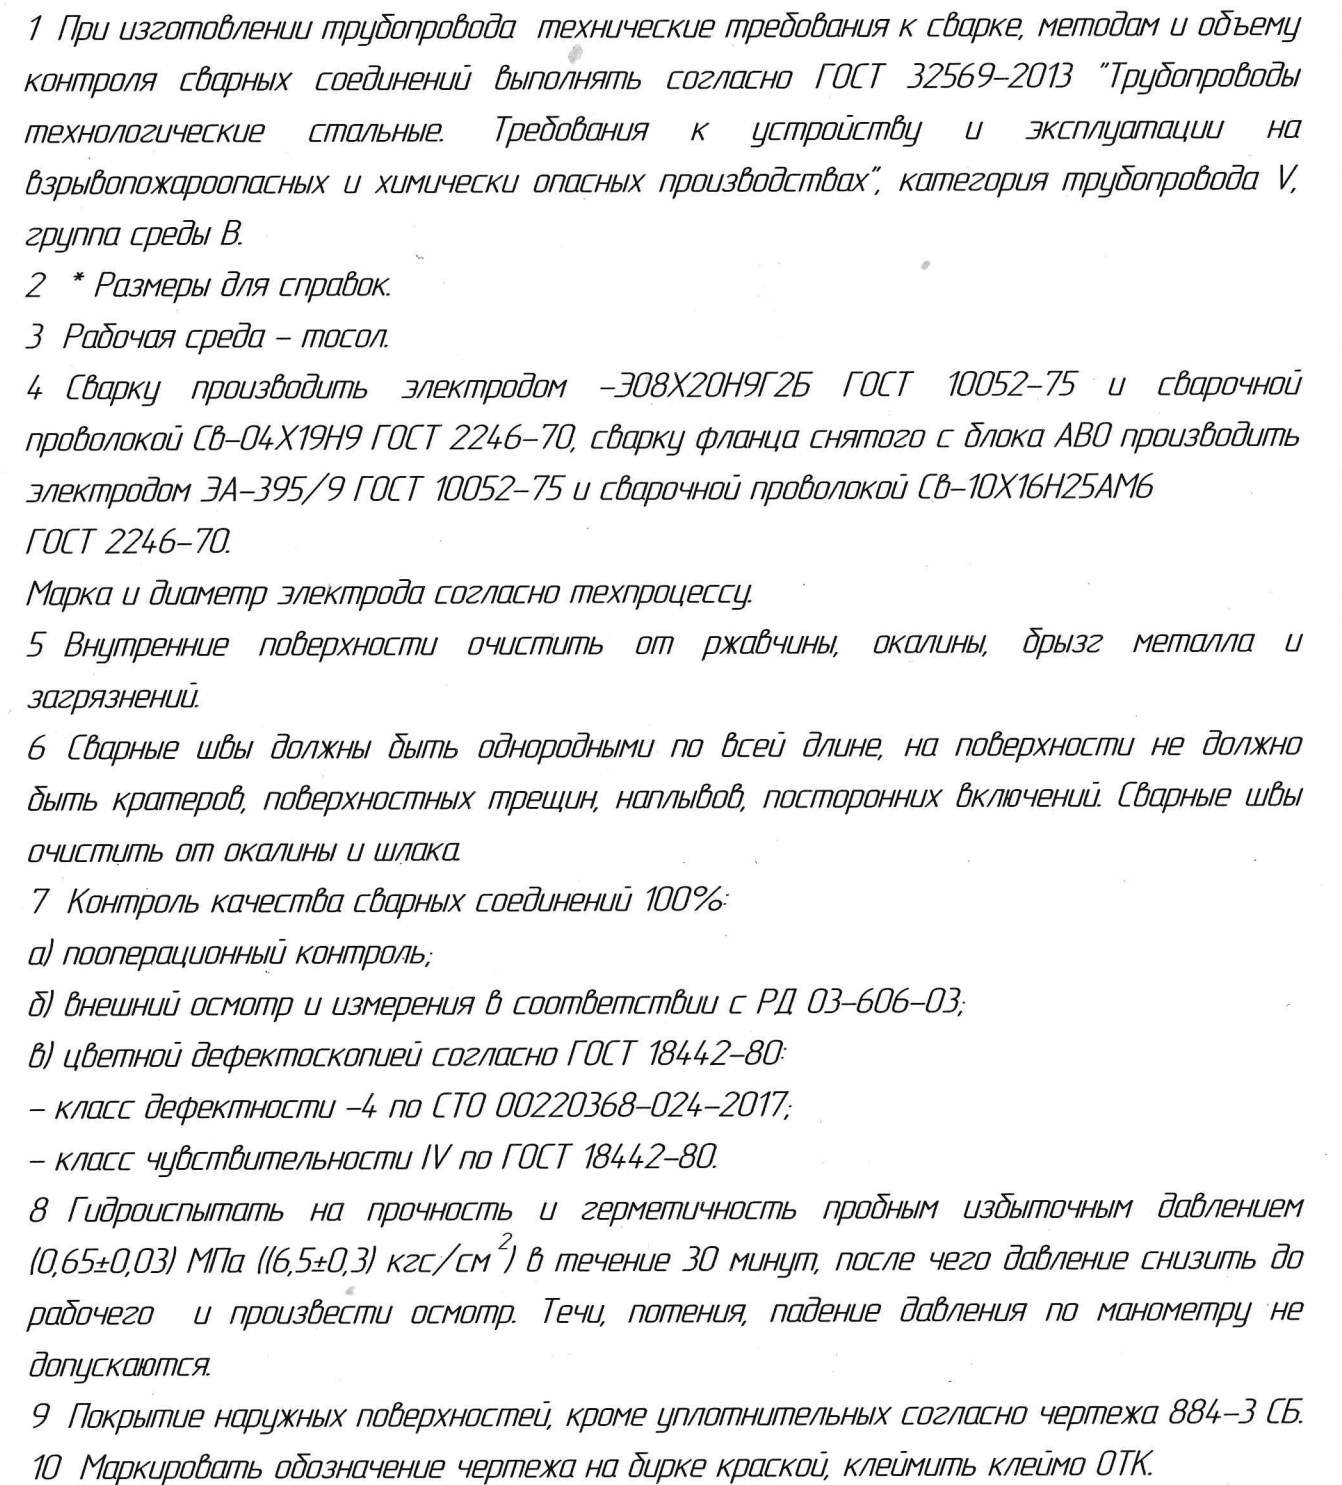 1 При изготовлении трубопровода технические требования к сварке, методам и объему
контроля сварных соединений выполнять согласно ГОСТ 32569-2013 "Трубопроводы
технологические стальные. Требования к устройству и эксплуатации на
взрывопожароопасных и химически опасных производствах", категория трубопровода V,
группа среды В.
2 * Размеры для справок.
3 Рабочая среда – тосол.
4 Сварку производить электродом –Э08Х20Н9Г2Б ГОСТ 10052-75 и сварочной
проволокой Св-04Х19Н9 ГОСТ 2246-70, сварку фланца снятого с блока АВО производить
электродом ЭА-395/9 ГОСТ 10052-75 и сварочной проволокой Св-10Х16Н25АМ6
ГОСТ 2246-70.
Марка и диаметр электрода согласно техпроцессу.
5 Внутренние поверхности очистить от ржавчины, окалины, брызг металла и
загрязнений.
6 Сварные швы должны быть однородными по всей длине, на поверхности не должно
быть кратеров, поверхностных трещин, наплывов, посторонних включений. Сварные швы
очистить от окалины и шлака.
7 Контроль качества сварных соединений 100%:
а) пооперационный контроль;
б) внешний осмотр и измерения в соответствии с РД 03-606-03;
в) цветной дефектоскопией согласно ГОСТ 18442-80:
– класс дефектности –4 по СТО 00220368-024-2017;
– класс чувствительности IV по ГОСТ 18442-80.
8 Гидроиспытать на прочность и герметичность пробным избыточным давлением
(0,65±0,03) МПа ((6,5±0,3) кгс/см²) в течение 30 минут, после чего давление снизить до
рабочего и произвести осмотр. Течи, потения, падение давления по манометру не
допускаются.
9 Покрытие наружных поверхностей, кроме уплотнительных согласно чертежа 884-3 СБ.
10 Маркировать обозначение чертежа на бирке краской, клеймить клеймо ОТК.